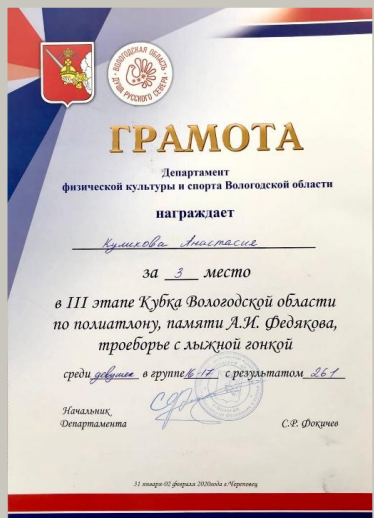 ВОЛОГОДСКАЯ ОБЛАСТЬ
ДУША РУССКОГО СЕВЕРА
ГРАМОТА
Департамент
физической культуры и спорта Вологодской области
награждает
Куликова Анастасия
за 3 место
в III этапе Кубка Вологодской области
по полиатлону, памяти А.И. Федякова,
троеборье с лыжной гонкой
среди девушек в группе 16-17 с результатом 261
Начальник
Департамента
С.Р. Фокичев
31 января-02 февраля 2020года г.Череповец